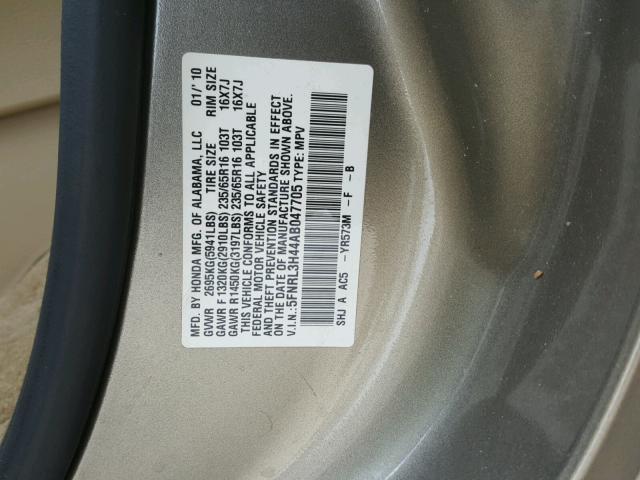 MFD. BY HONDA MFG. OF ALABAMA, LLC 01/'10
GVWR 2695KG(5941LBS) TIRE SIZE RIM SIZE
GAWR F 1320KG(2910LBS) 235/65R16 103T 16X7J
GAWR R 1450KG(3197LBS) 235/65R16 103T 16X7J
THIS VEHICLE CONFORMS TO ALL APPLICABLE
FEDERAL MOTOR VEHICLE SAFETY
AND THEFT PREVENTION STANDARDS IN EFFECT
ON THE DATE OF MANUFACTURE SHOWN ABOVE.
V.I.N.:5FNRL3H44AB047705 TYPE: MPV
SHJ A AC5 -YR573M -F -B